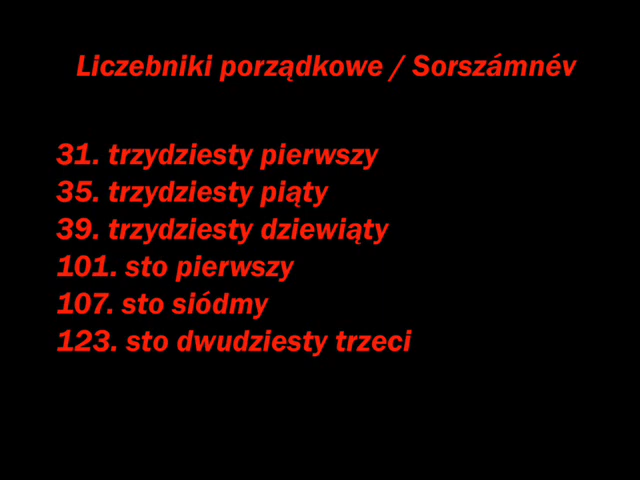 Liczebniki porządkowe / Sorszámnév
31. trzydziesty pierwszy
35. trzydziesty piąty
39. trzydziesty dziewiąty
101. sto pierwszy
107. sto siódmy
123. sto dwudziesty trzeci